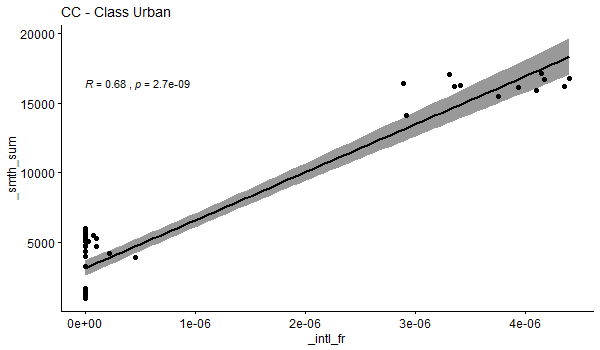 CC - Class Urban
20000
R = 0.68 , p = 2.7e-09
15000
_smth_sum
10000
5000
0e+00 1e-06 2e-06 3e-06 4e-06
_intl_fr